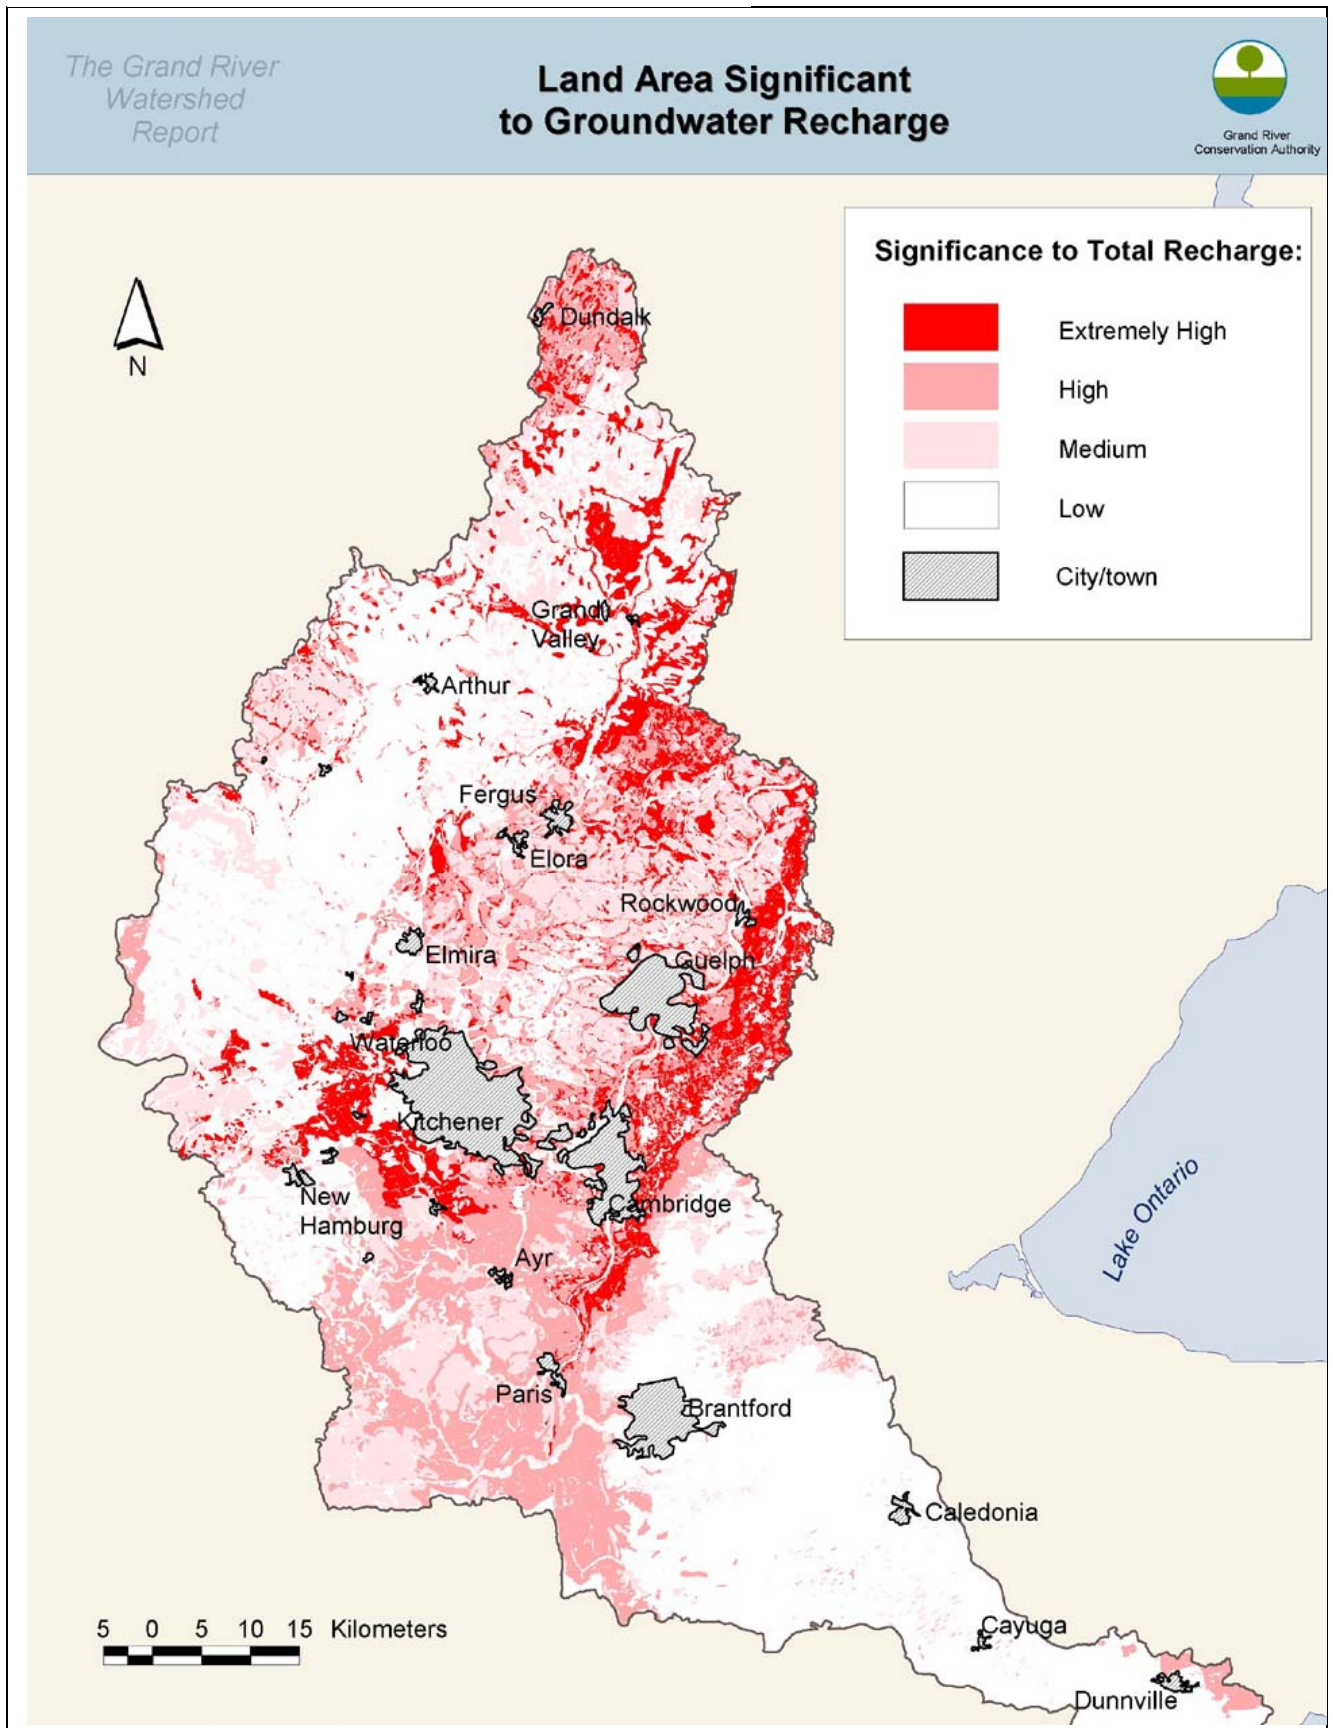 The Grand River
Watershed
Report
Land Area Significant
to Groundwater Recharge
Grand River
Conservation Authority
Significance to Total Recharge:
Extremely High
High
Medium
Low
City/town
N
Dundalk
Grand
Valley
Arthur
Fergus
Elora
Rockwood
Guelph
Elmira
Waterloo
Kitchener
New
Hamburg
Cambridge
Ayr
Lake Ontario
Paris
Brantford
Caledonia
Cayuga
Dunnville
5 0 5 10 15 Kilometers